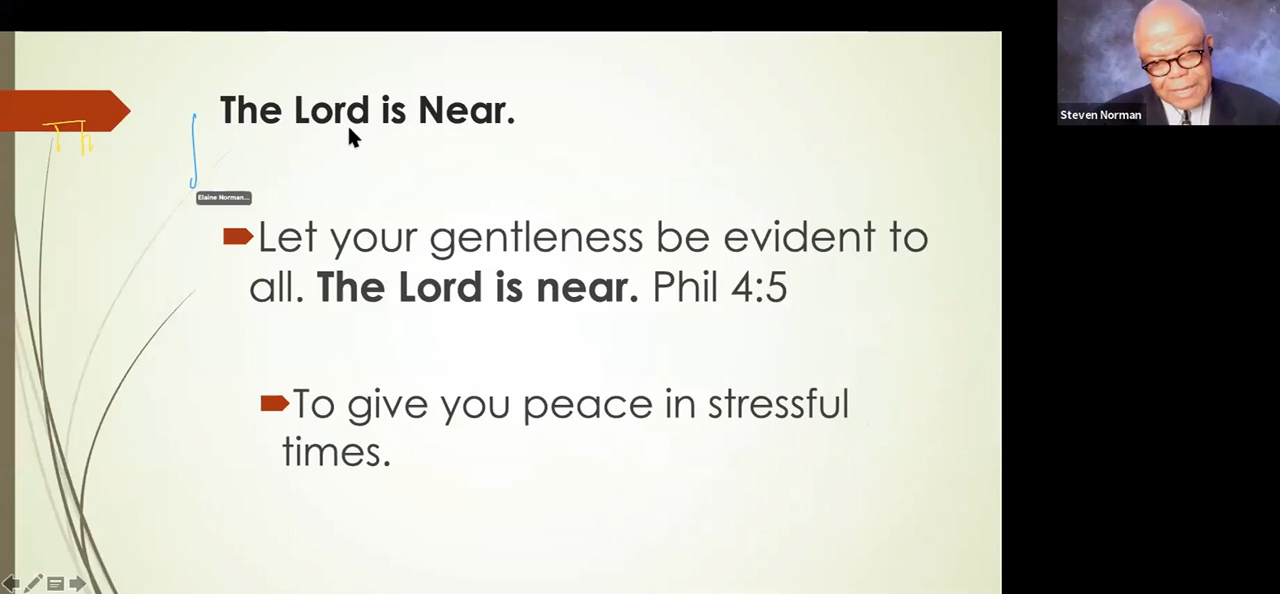 The Lord is Near.
Steven Norman
Elaine Norman...
Let your gentleness be evident to
all. The Lord is near. Phil 4:5
To give you peace in stressful
times.